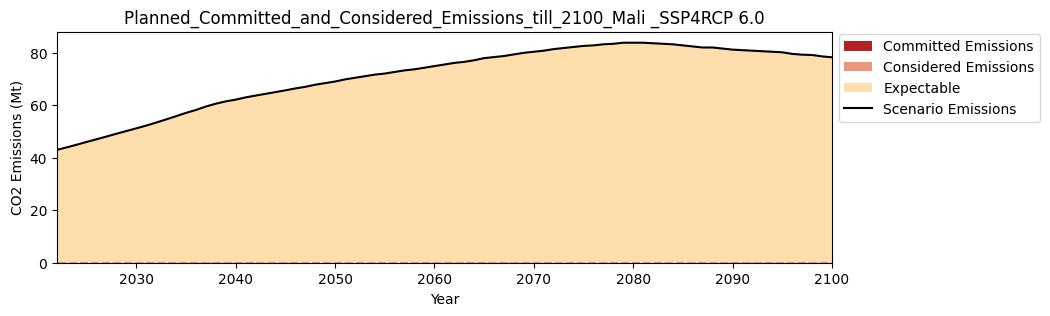 Planned_Committed_and_Considered_Emissions_till_2100_Mali _SSP4RCP 6.0
Committed Emissions
Considered Emissions
Expectable
Scenario Emissions
CO2 Emissions (Mt)
80
60
40
20
0
2030 2040 2050 2060 2070 2080 2090 2100
Year